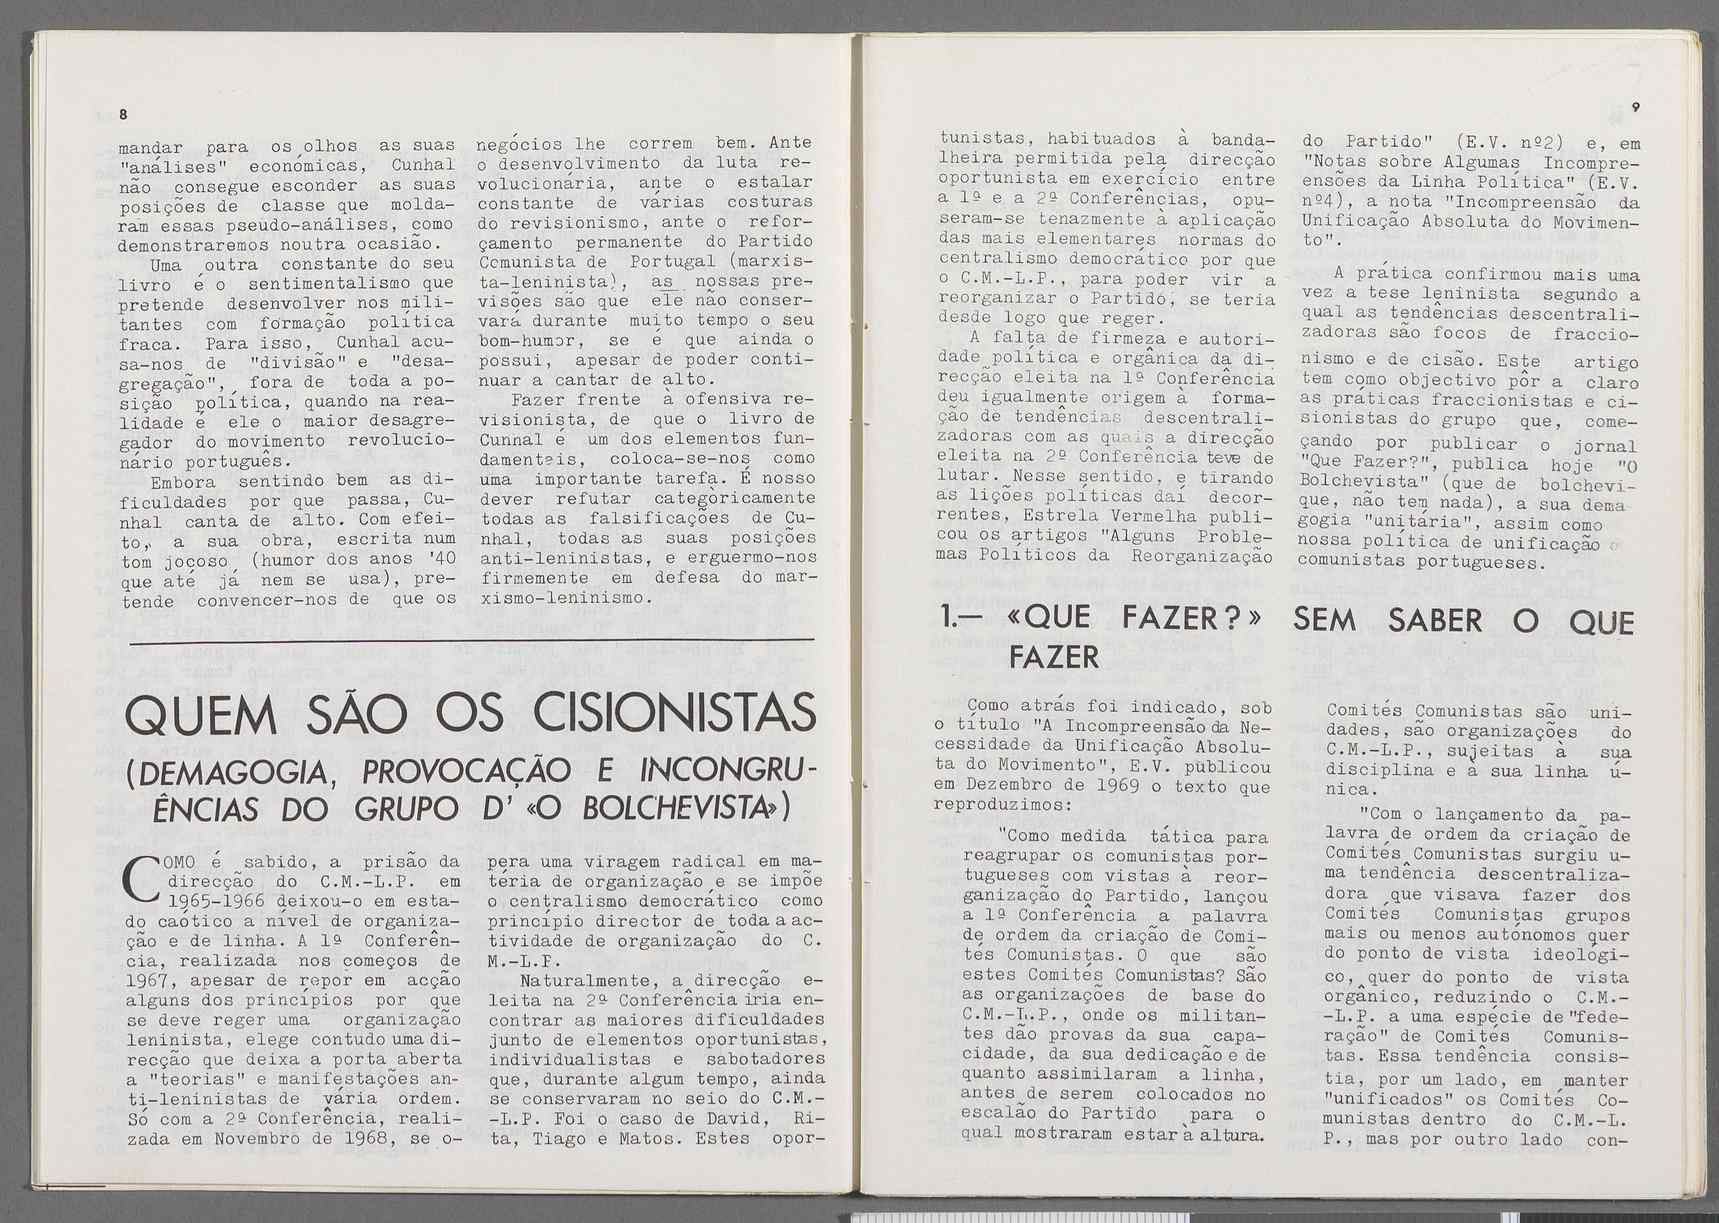 8
mandar para os olhos as suas
"análises" económicas, Cunhal
não consegue esconder as suas
posições de classe que molda-
ram essas pseudo-análises, como
demonstraremos noutra ocasião.
Uma outra constante do seu
livro é o sentimentalismo que
pretende desenvolver nos mili-
tantes com formação política
fraca. Para isso, Cunhal acu-
sa-nos de "divisão" e "desa-
gregação", fora de toda a po-
sição política, quando na rea-
lidade é ele o maior desagre-
gador do movimento revolucio-
nário português.
Embora sentindo bem as di-
ficuldades por que passa, Cu-
nhal canta de alto. Com efei-
to, a sua obra, escrita num
tom jocoso (humor dos anos '40
que até já nem se usa), pre-
tende convencer-nos de que os
negócios lhe correm bem. Ante
o desenvolvimento da luta re-
volucionária, ante o estalar
constante de várias costuras
do revisionismo, ante o refor-
çamento permanente do Partido
Comunista de Portugal (marxis-
ta-leninista), as nossas pre-
visões são que ele não conser-
vará durante muito tempo o seu
bom-humor, se é que ainda o
possui, apesar de poder conti-
nuar a cantar de alto.
Fazer frente à ofensiva re-
visionista, de que o livro de
Cunnal é um dos elementos fun-
damentais, coloca-se-nos como
uma importante tarefa. É nosso
dever refutar categoricamente
todas as falsificações de Cu-
nhal, todas as suas posições
anti-leninistas, e erguermo-nos
firmemente em defesa do mar-
xismo-leninismo.
QUEM SÃO OS CISIONISTAS
(DEMAGOGIA, PROVOCAÇÃO E INCONGRU-
ÊNCIAS DO GRUPO D' «O BOLCHEVISTA»)
COMO é sabido, a prisão da
direcção do C.M.-L.P. em
1965-1966 deixou-o em esta-
do caótico a nível de organiza-
ção e de linha. A 1ª Conferên-
cia, realizada nos começos de
1967, apesar de repor em acção
alguns dos princípios por que
se deve reger uma organização
leninista, elege contudo uma di-
recção que deixa a porta aberta
a "teorias" e manifestações an-
ti-leninistas de vária ordem.
Só com a 2ª Conferência, reali-
zada em Novembro de 1968, se o-
pera uma viragem radical em ma-
téria de organização e se impõe
o centralismo democrático como
princípio director de toda a ac-
tividade de organização do C.
M.-L.P.
Naturalmente, a direcção e-
leita na 2ª Conferência iria en-
contrar as maiores dificuldades
junto de elementos oportunistas,
individualistas e sabotadores
que, durante algum tempo, ainda
se conservaram no seio do C.M.-
-L.P. Foi o caso de David, Ri-
ta, Tiago e Matos. Estes opor-
9
tunistas, habituados à banda-
lheira permitida pela direcção
oportunista em exercício entre
a 1ª e a 2ª Conferências, opu-
seram-se tenazmente à aplicação
das mais elementares normas do
centralismo democrático por que
o C.M.-L.P., para poder vir a
reorganizar o Partido, se teria
desde logo que reger.
A falta de firmeza e autori-
dade política e orgânica da di-
recção eleita na 1ª Conferência
deu igualmente origem à forma-
ção de tendências descentrali-
zadoras com as quais a direcção
eleita na 2ª Conferência teve de
lutar. Nesse sentido, e tirando
as lições políticas daí decor-
rentes, Estrela Vermelha publi-
cou os artigos "Alguns Proble-
mas Políticos da Reorganização
do Partido" (E.V. nº2) e, em
"Notas sobre Algumas Incompre-
ensões da Linha Política" (E.V.
nº4), a nota "Incompreensão da
Unificação Absoluta do Movimen-
to".
A prática confirmou mais uma
vez a tese leninista segundo a
qual as tendências descentrali-
zadoras são focos de fraccio-
nismo e de cisão. Este artigo
tem como objectivo pôr a claro
as práticas fraccionistas e ci-
sionistas do grupo que, come-
çando por publicar o jornal
"Que Fazer?", publica hoje "O
Bolchevista" (que de bolchevi-
que, não tem nada), a sua dema
gogia "unitária", assim como
nossa política de unificação
comunistas portugueses.
1.— «QUE FAZER?» SEM SABER O QUE
FAZER
Como atrás foi indicado, sob
o título "A Incompreensão da Ne-
cessidade da Unificação Absolu-
ta do Movimento", E.V. publicou
em Dezembro de 1969 o texto que
reproduzimos:
"Como medida tática para
reagrupar os comunistas por-
tugueses com vistas à reor-
ganização do Partido, lançou
a 1ª Conferência a palavra
de ordem da criação de Comi-
tés Comunistas. O que são
estes Comités Comunistas? São
as organizações de base do
C.M.-L.P., onde os militan-
tes dão provas da sua capa-
cidade, da sua dedicação e de
quanto assimilaram a linha,
antes de serem colocados no
escalão do Partido para o
qual mostraram estar à altura.
Comités Comunistas são uni-
dades, são organizações do
C.M.-L.P., sujeitas à sua
disciplina e à sua linha ú-
nica.
"Com o lançamento da pa-
lavra de ordem da criação de
Comités Comunistas surgiu u-
ma tendência descentraliza-
dora que visava fazer dos
Comités Comunistas grupos
mais ou menos autónomos quer
do ponto de vista ideológi-
co, quer do ponto de vista
orgânico, reduzindo o C.M.-
-L.P. a uma espécie de "fede-
ração" de Comités Comunis-
tas. Essa tendência consis-
tia, por um lado, em manter
"unificados" os Comités Co-
munistas dentro do C.M.-L.
P., mas por outro lado con-